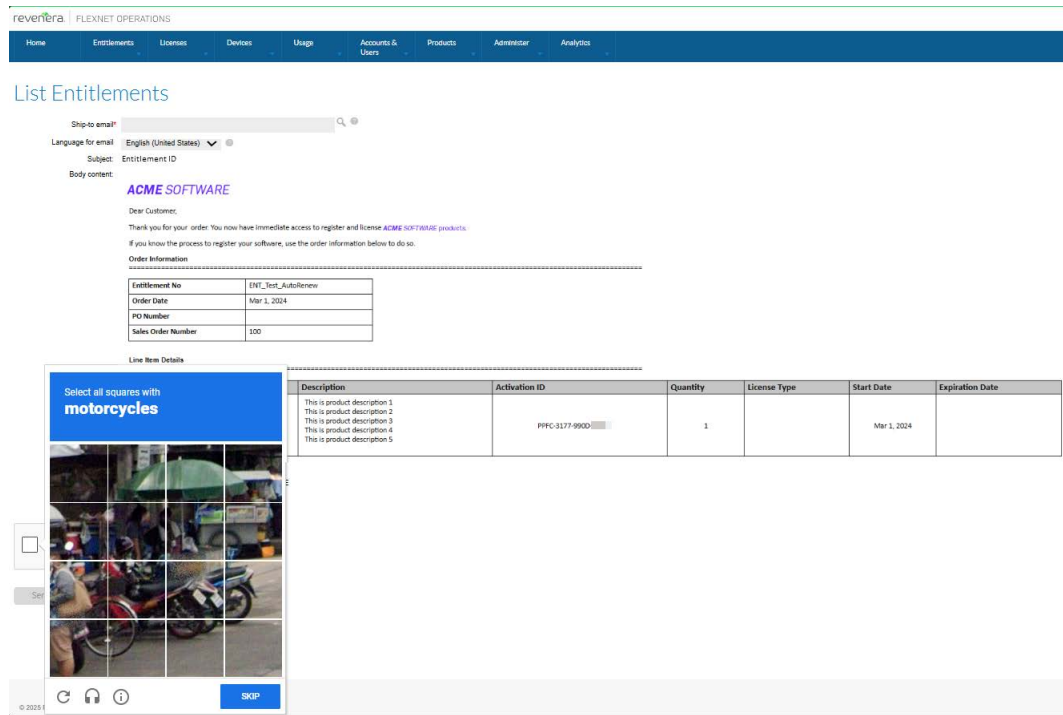 revenera. FLEXNET OPERATIONS
Home Entitlements Licenses Devices Usage Accounts & Users Products Administer Analytics
List Entitlements
Ship-to email*
Language for email English (United States)
Subject: Entitlement ID
Body content:
ACME SOFTWARE
Dear Customer,
Thank you for your order. You now have immediate access to register and license ACME SOFTWARE products.
If you know the process to register your software, use the order information below to do so.
Order Information
Entitlement No ENT_Test_AutoRenew
Order Date Mar 1, 2024
PO Number
Sales Order Number 100
Line Item Details
Description Activation ID Quantity License Type Start Date Expiration Date
This is product description 1
This is product description 2
This is product description 3
This is product description 4
This is product description 5
PPFC-3177-990D- 1 Mar 1, 2024
Select all squares with
motorcycles
SKIP
© 2025